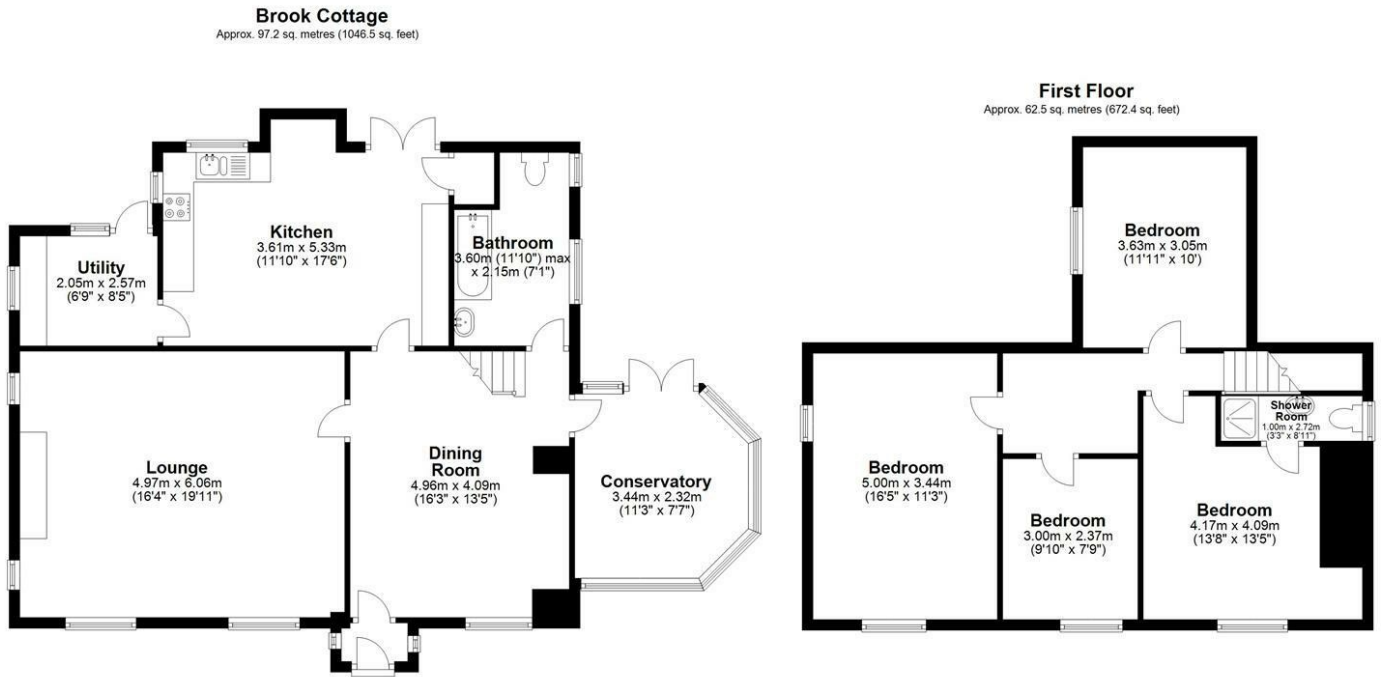 Brook Cottage
Approx. 97.2 sq. metres (1046.5 sq. feet)
Kitchen
3.61m x 5.33m
(11'10" x 17'6")
Bathroom
3.60m (11'10") max
x 2.15m (7'1")
Utility
2.05m x 2.57m
(6'9" x 8'5")
Lounge
4.97m x 6.06m
(16'4" x 19'11")
Dining
Room
4.96m x 4.09m
(16'3" x 13'5")
Conservatory
3.44m x 2.32m
(11'3" x 7'7")
First Floor
Approx. 62.5 sq. metres (672.4 sq. feet)
Bedroom
3.63m x 3.05m
(11'11" x 10')
Shower
Room
1.00m x 2.72m
(3'3" x 8'11")
Bedroom
5.00m x 3.44m
(16'5" x 11'3")
Bedroom
3.00m x 2.37m
(9'10" x 7'9")
Bedroom
4.17m x 4.09m
(13'8" x 13'5")